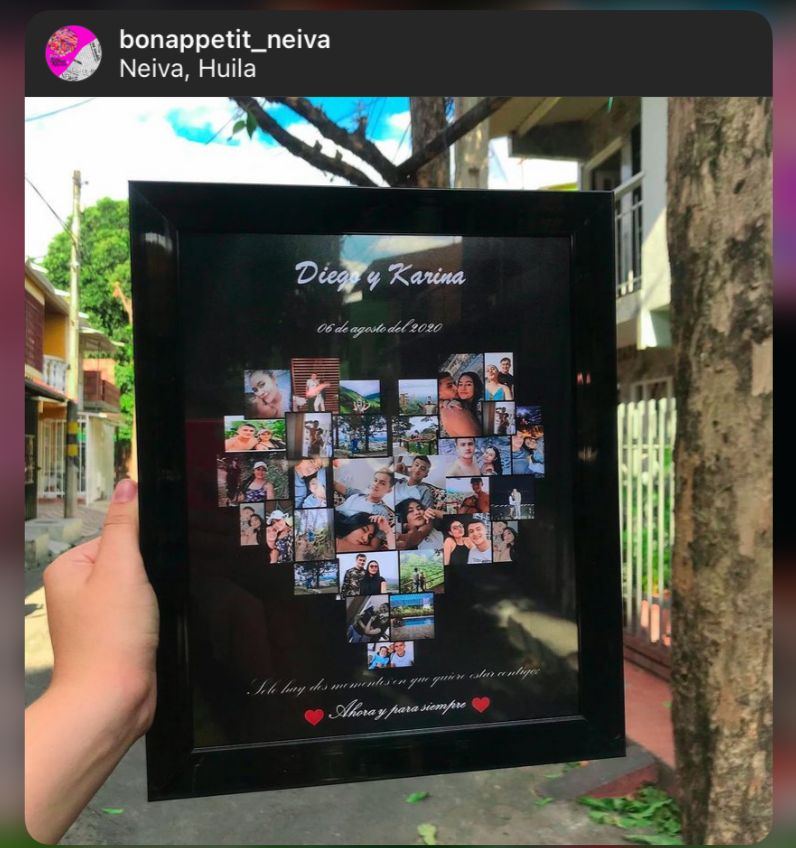 bonappetit_neiva
Neiva, Huila
Diego y Karina
06 de agosto del 2020
Solo hay dos momentos en que quiero estar contigo
Ahora y para siempre